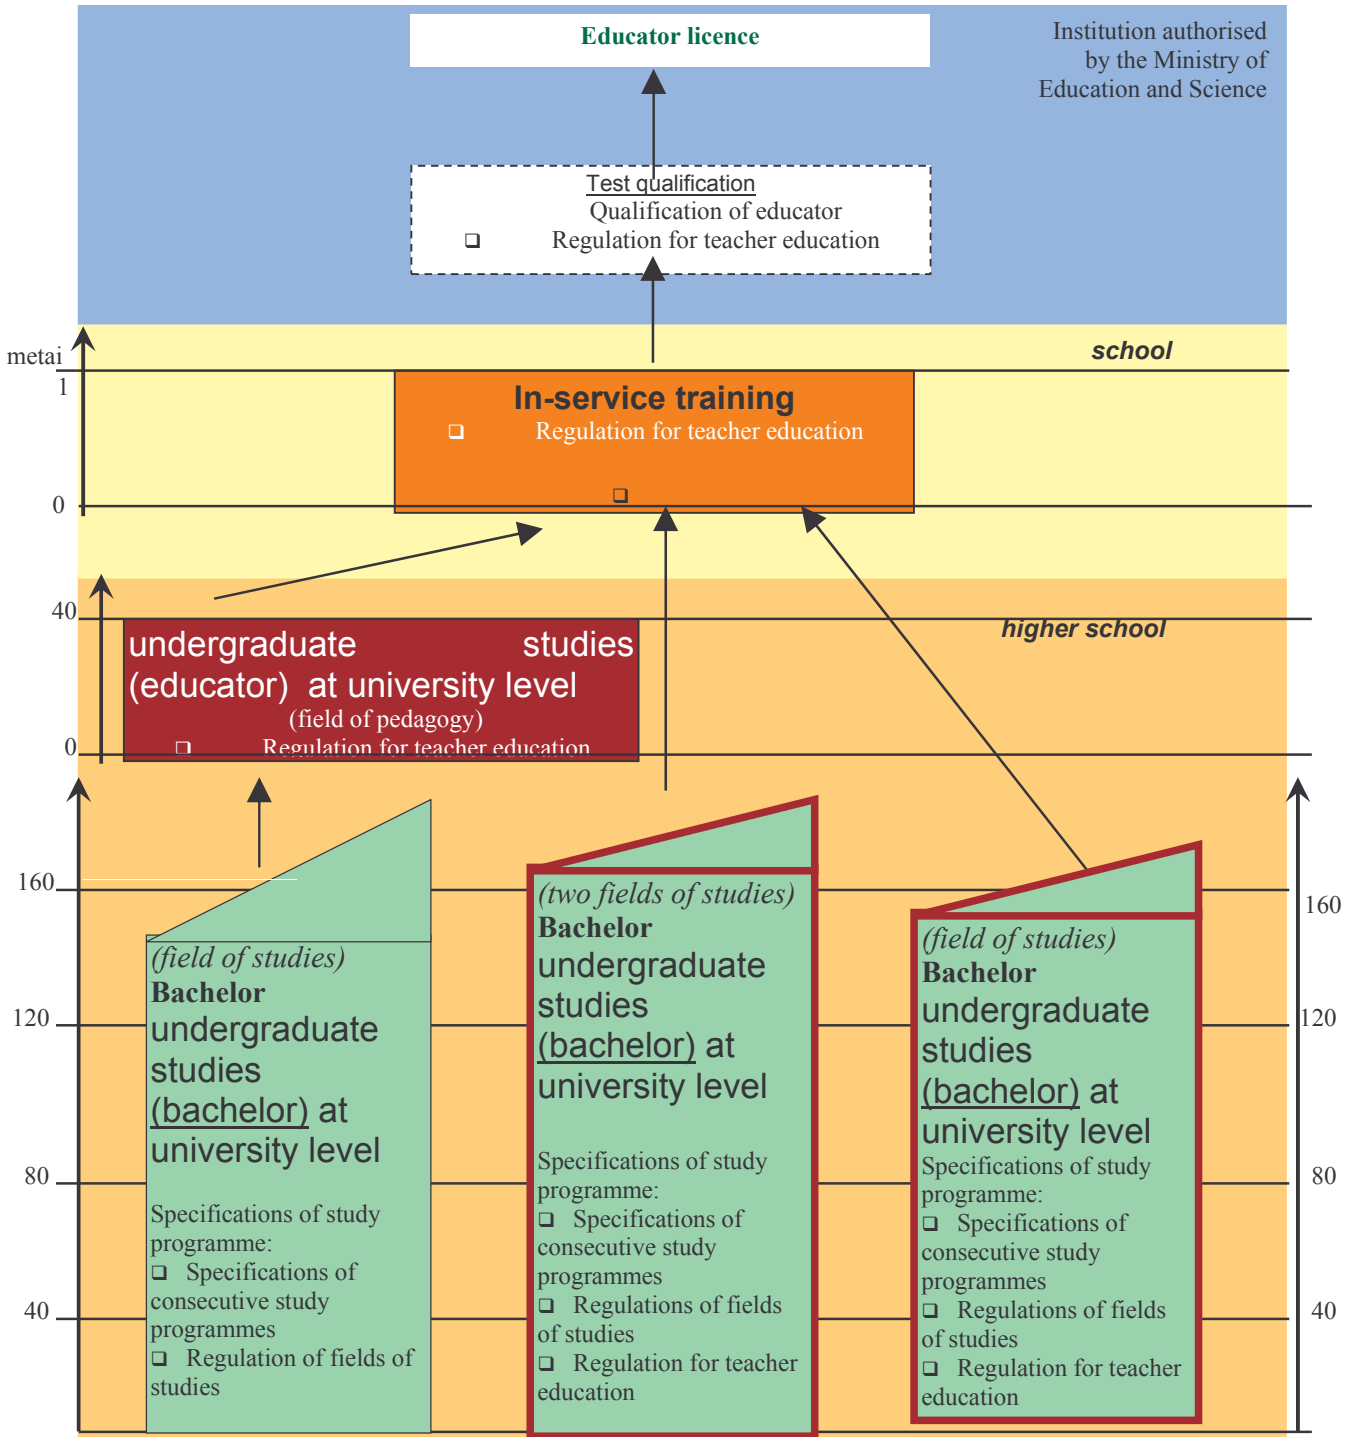 Educator licence
Institution authorised
by the Ministry of
Education and Science
Test qualification
Qualification of educator
❑ Regulation for teacher education
school
metai
1
In-service training
❑ Regulation for teacher education
❑
0
40
higher school
undergraduate studies
(educator) at university level
(field of pedagogy)
❑ Regulation for teacher education
0
160
120
80
40
(field of studies)
Bachelor
undergraduate
studies
(bachelor) at
university level
Specifications of study
programme:
❑ Specifications of
consecutive study
programmes
❑ Regulation of fields of
studies
(two fields of studies)
Bachelor
undergraduate
studies
(bachelor) at
university level
Specifications of study
programme:
❑ Specifications of
consecutive study
programmes
❑ Regulations of fields
of studies
❑ Regulation for teacher
education
(field of studies)
Bachelor
undergraduate
studies
(bachelor) at
university level
Specifications of study
programme:
❑ Specifications of
consecutive study
programmes
❑ Regulations of fields
of studies
❑ Regulation for teacher
education
160
120
80
40